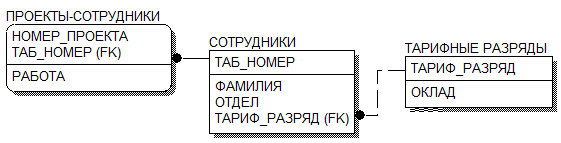 ПРОЕКТЫ-СОТРУДНИКИ
НОМЕР_ПРОЕКТА
ТАБ_НОМЕР (FK)
РАБОТА
СОТРУДНИКИ
ТАБ_НОМЕР
ФАМИЛИЯ
ОТДЕЛ
ТАРИФ_РАЗРЯД (FK)
ТАРИФНЫЕ РАЗРЯДЫ
ТАРИФ_РАЗРЯД
ОКЛАД